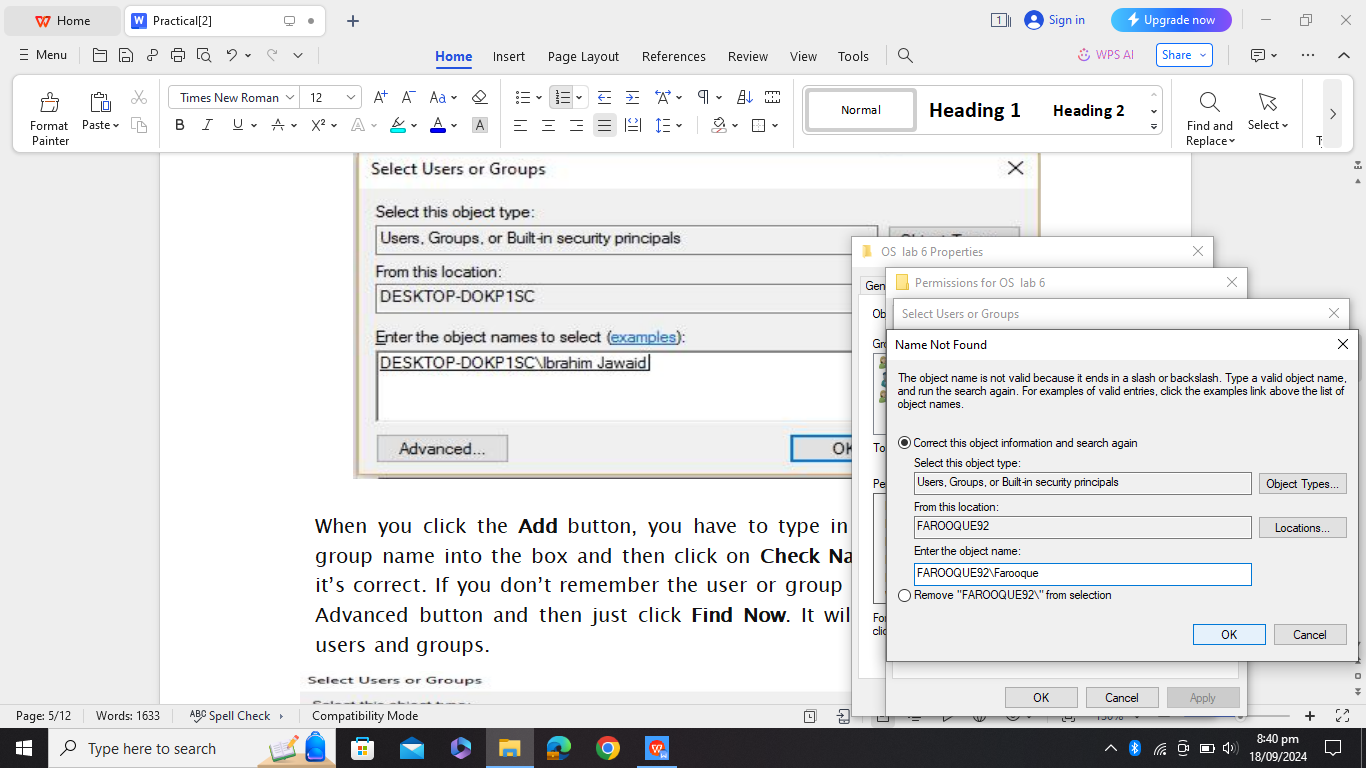 Home
Practical[2]
1
Sign in
Upgrade now
Menu
Home
Insert
Page Layout
References
Review
View
Tools
WPS AI
Share
Format
Painter
Paste
Times New Roman
12
Normal
Heading 1
Heading 2
Find and
Replace
Select
Select Users or Groups
Select this object type:
Users, Groups, or Built-in security principals
From this location:
DESKTOP-DOKP1SC
Enter the object names to select (examples):
DESKTOP-DOKP1SC\Ibrahim Jawaid
Advanced...
When you click the Add button, you have to type in
group name into the box and then click on Check Na
it’s correct. If you don’t remember the user or group
Advanced button and then just click Find Now. It wil
users and groups.
Select Users or Groups
OS lab 6 Properties
Permissions for OS lab 6
Select Users or Groups
Name Not Found
The object name is not valid because it ends in a slash or backslash. Type a valid object name,
and run the search again. For examples of valid entries, click the examples link above the list of
object names.
Correct this object information and search again
Select this object type:
Users, Groups, or Built-in security principals
Object Types...
From this location:
FAROOQUE92
Locations...
Enter the object name:
FAROOQUE92\Farooque
Remove "FAROOQUE92\" from selection
OK
Cancel
OK
Cancel
Apply
Page: 5/12
Words: 1633
Spell Check
Compatibility Mode
Type here to search
8:40 pm
18/09/2024